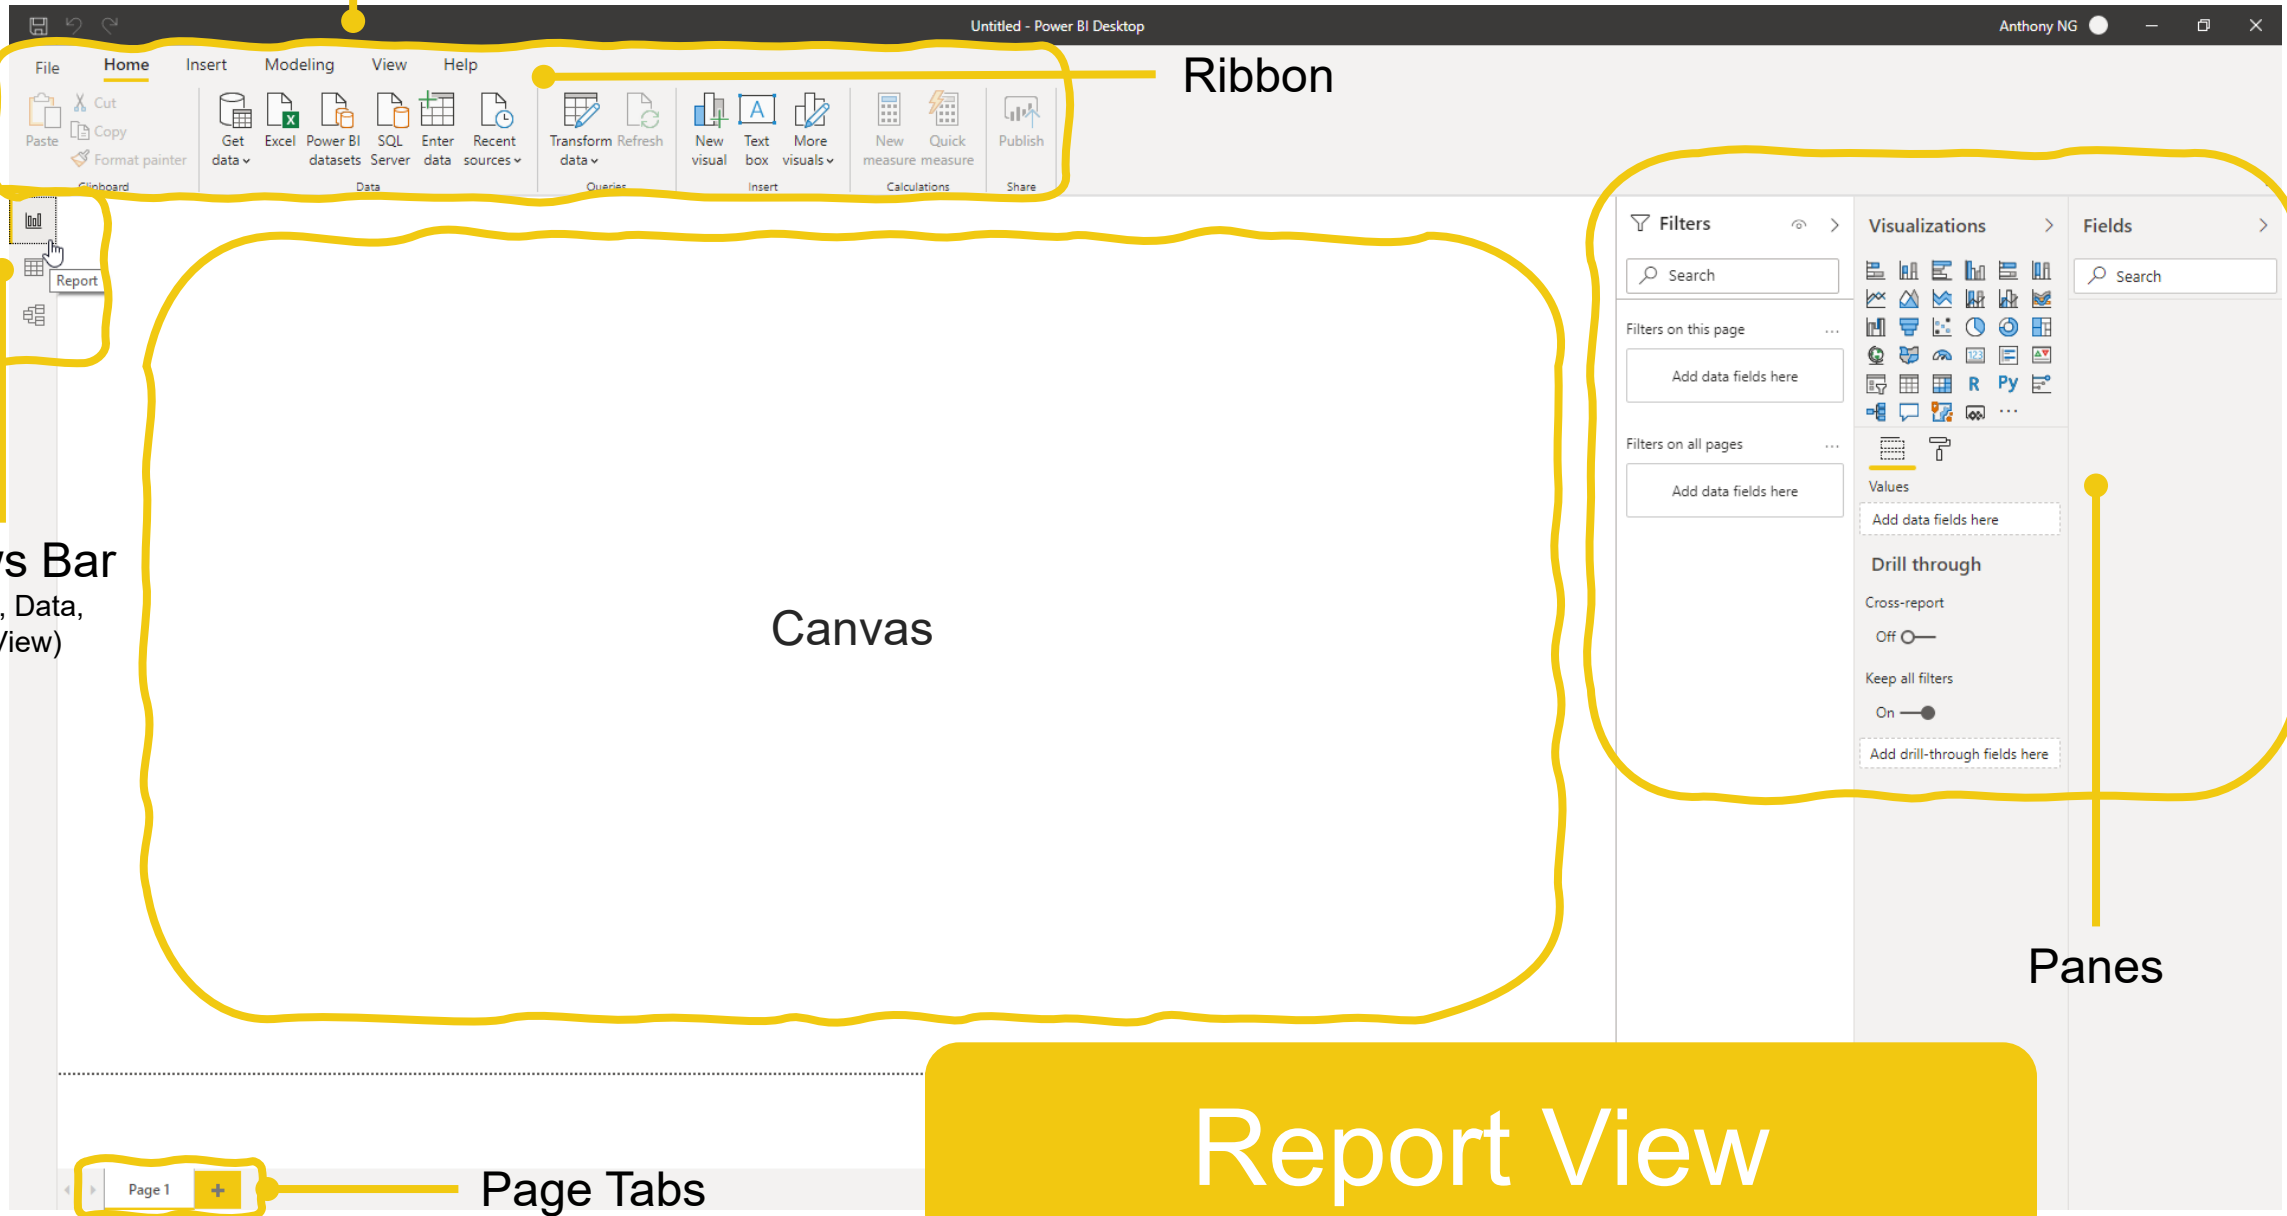 Untitled - Power BI Desktop
Anthony NG
File Home Insert Modeling View Help
Ribbon
Paste
Cut
Copy
Format painter
Clipboard
Get data
Excel
Power BI datasets
SQL Server
Enter data
Recent sources
Data
Transform data
Refresh
Queries
New visual
Text box
More visuals
Insert
New measure
Quick measure
Calculations
Publish
Share
Report
s Bar
, Data,
View)
Canvas
Filters
Search
Filters on this page
...
Add data fields here
Filters on all pages
...
Add data fields here
Visualizations
123
R Py
...
Values
Add data fields here
Drill through
Cross-report
Off
Keep all filters
On
Add drill-through fields here
Fields
Search
Panes
Page 1 +
Page Tabs
Report View